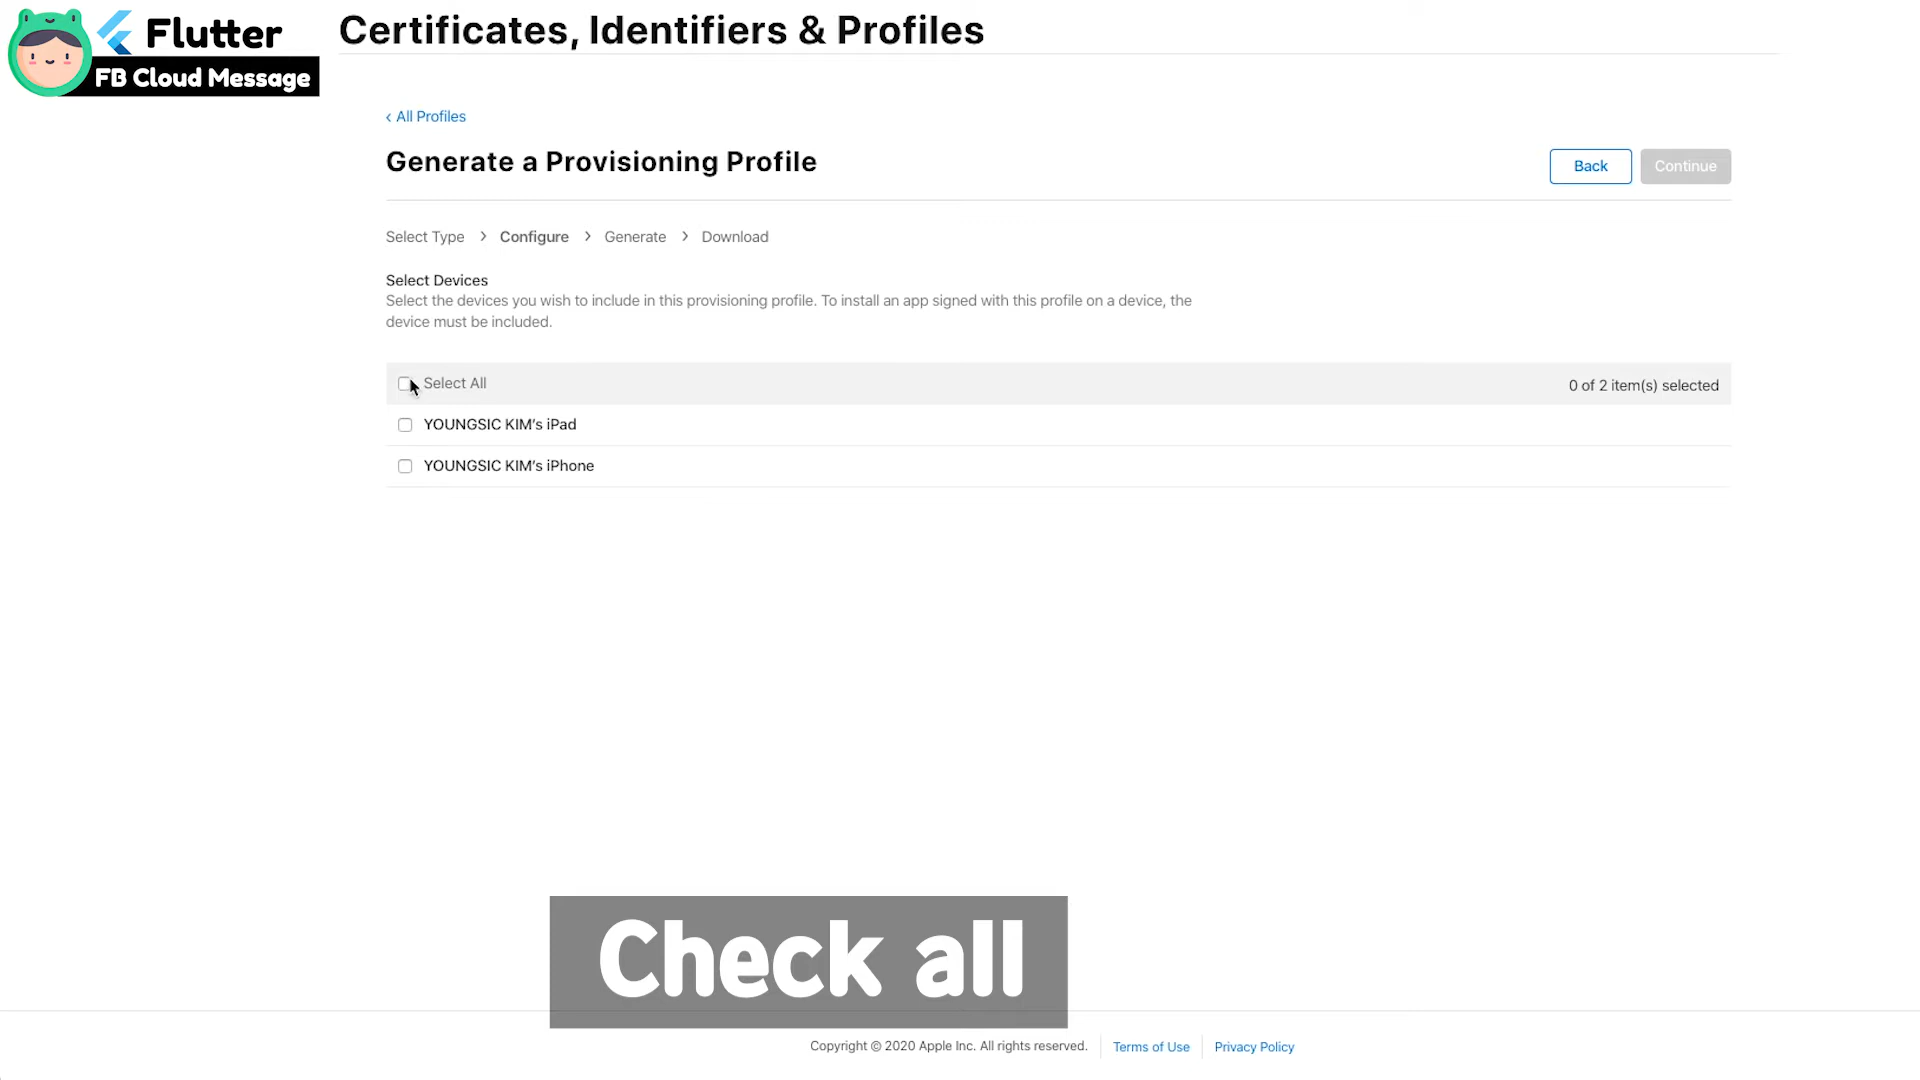 Flutter
FB Cloud Message
Certificates, Identifiers & Profiles
‹ All Profiles
Generate a Provisioning Profile
Back
Continue
Select Type > Configure > Generate > Download
Select Devices
Select the devices you wish to include in this provisioning profile. To install an app signed with this profile on a device, the
device must be included.
Select All
0 of 2 item(s) selected
YOUNGSIC KIM’s iPad
YOUNGSIC KIM’s iPhone
Check all
Copyright © 2020 Apple Inc. All rights reserved.
Terms of Use
Privacy Policy